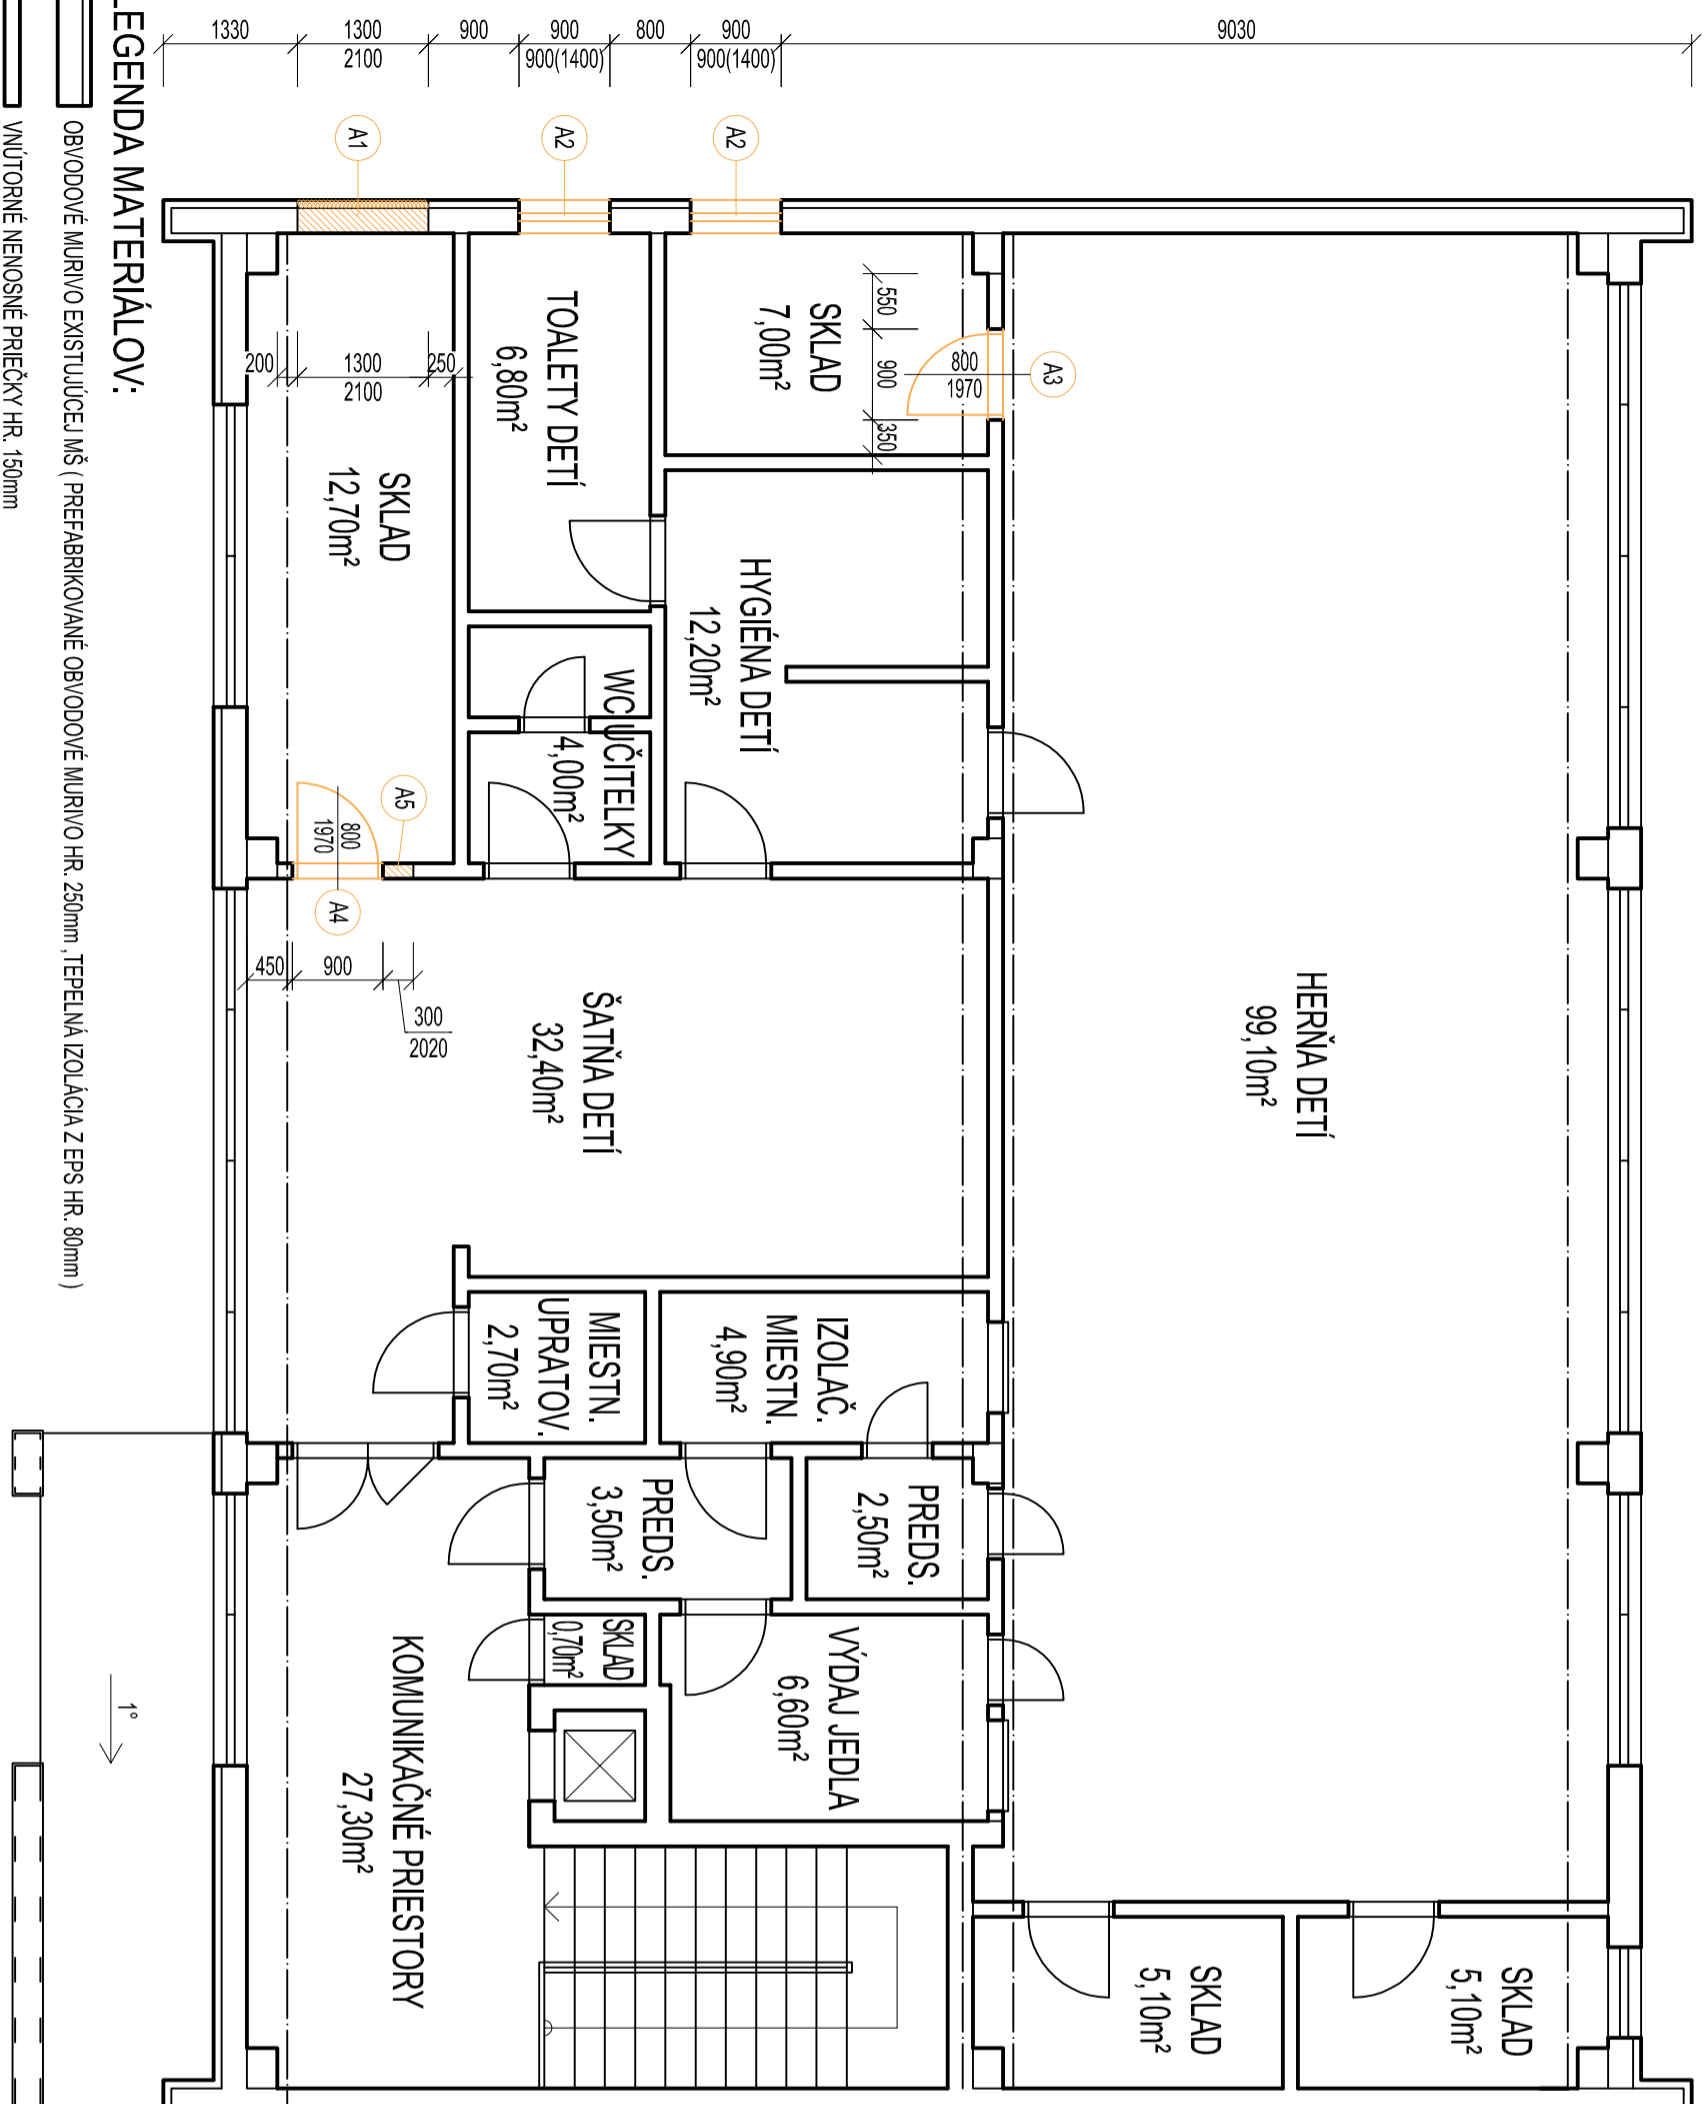 1330
1300
2100
900
900
900(1400)
800
900
900(1400)
9030
A1
A2
A2
LEGENDA MATERIÁLOV:
OBVODOVÉ MURIVO EXISTUJÚCEJ MŠ ( PREFABRIKOVANÉ OBVODOVÉ MURIVO HR. 250mm ,TEPELNÁ IZOLÁCIA Z EPS HR. 80mm )
VNÚTORNÉ NENOSNÉ PRIEČKY HR. 150mm
HERŇA DETÍ
99,10m²
SKLAD
7,00m²
550
900
350
800
1970
A3
TOALETY DETÍ
6,80m²
200
1300
2100
250
SKLAD
12,70m²
HYGIÉNA DETÍ
12,20m²
WC UČITELKY
4,00m²
A5
800
1970
A4
450
900
300
2020
ŠATŇA DETÍ
32,40m²
MIESTN.
UPRATOV.
2,70m²
IZOLAČ.
MIESTN.
4,90m²
PREDS.
3,50m²
PREDS.
2,50m²
SKLAD
0,70m²
VÝDAJ JEDLA
6,60m²
KOMUNIKAČNÉ PRIESTORY
27,30m²
1°
SKLAD
5,10m²
SKLAD
5,10m²